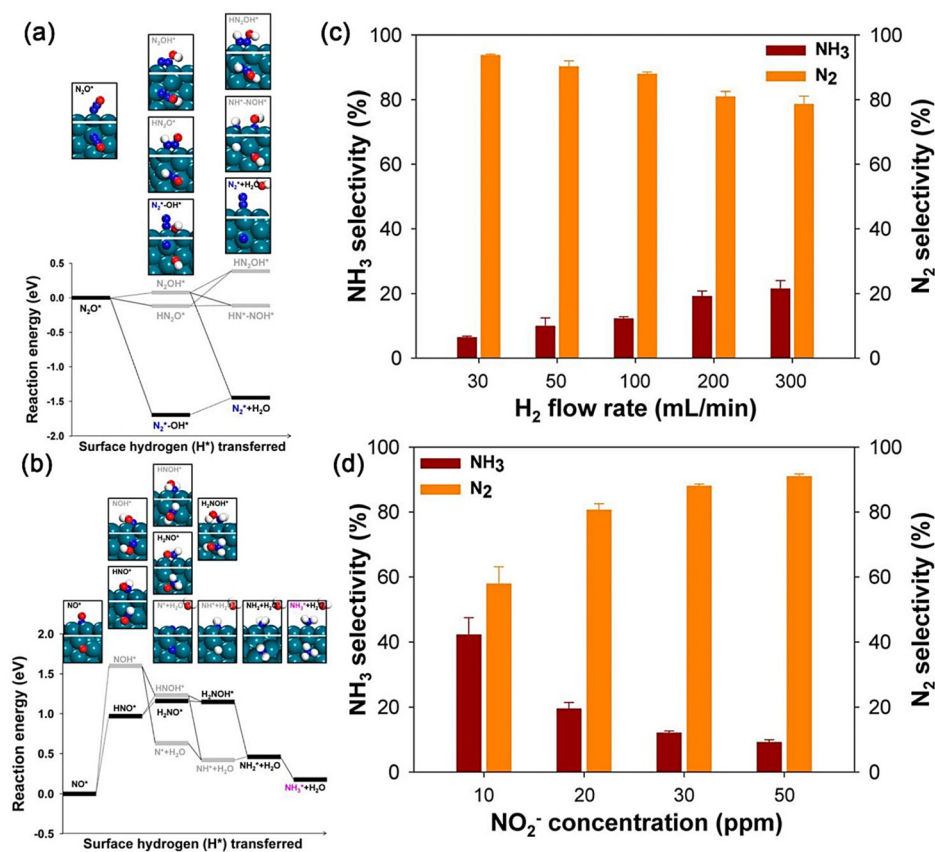 (a)
HN₂OH*
N₂OH*
N₂O*
HN₂O*
NH*-NOH*
N₂*-OH*
N₂*+H₂O
Reaction energy (eV)
0.5
0.0
-0.5
-1.0
-1.5
-2.0
N₂O*
N₂OH*
HN₂O*
HN₂OH*
HN*-NOH*
N₂*-OH*
N₂*+H₂O
Surface hydrogen (H*) transferred
(b)
HNOH*
NOH*
H₂NOH*
HNO*
H₂NO*
NO*
N*+H₂O
NH*+H₂O
NH₂+H₂O
NH₃*+H₂O
Reaction energy (eV)
2.0
1.5
1.0
0.5
0.0
-0.5
NOH*
HNO*
HNOH*
H₂NO*
H₂NOH*
N*+H₂O
NH*+H₂O
NH₂*+H₂O
NH₃*+H₂O
NO*
Surface hydrogen (H*) transferred
(c)
NH₃
N₂
NH₃ selectivity (%)
100
80
60
40
20
0
N₂ selectivity (%)
100
80
60
40
20
0
30 50 100 200 300
H₂ flow rate (mL/min)
(d)
NH₃
N₂
NH₃ selectivity (%)
100
80
60
40
20
0
N₂ selectivity (%)
100
80
60
40
20
0
10 20 30 50
NO₂⁻ concentration (ppm)